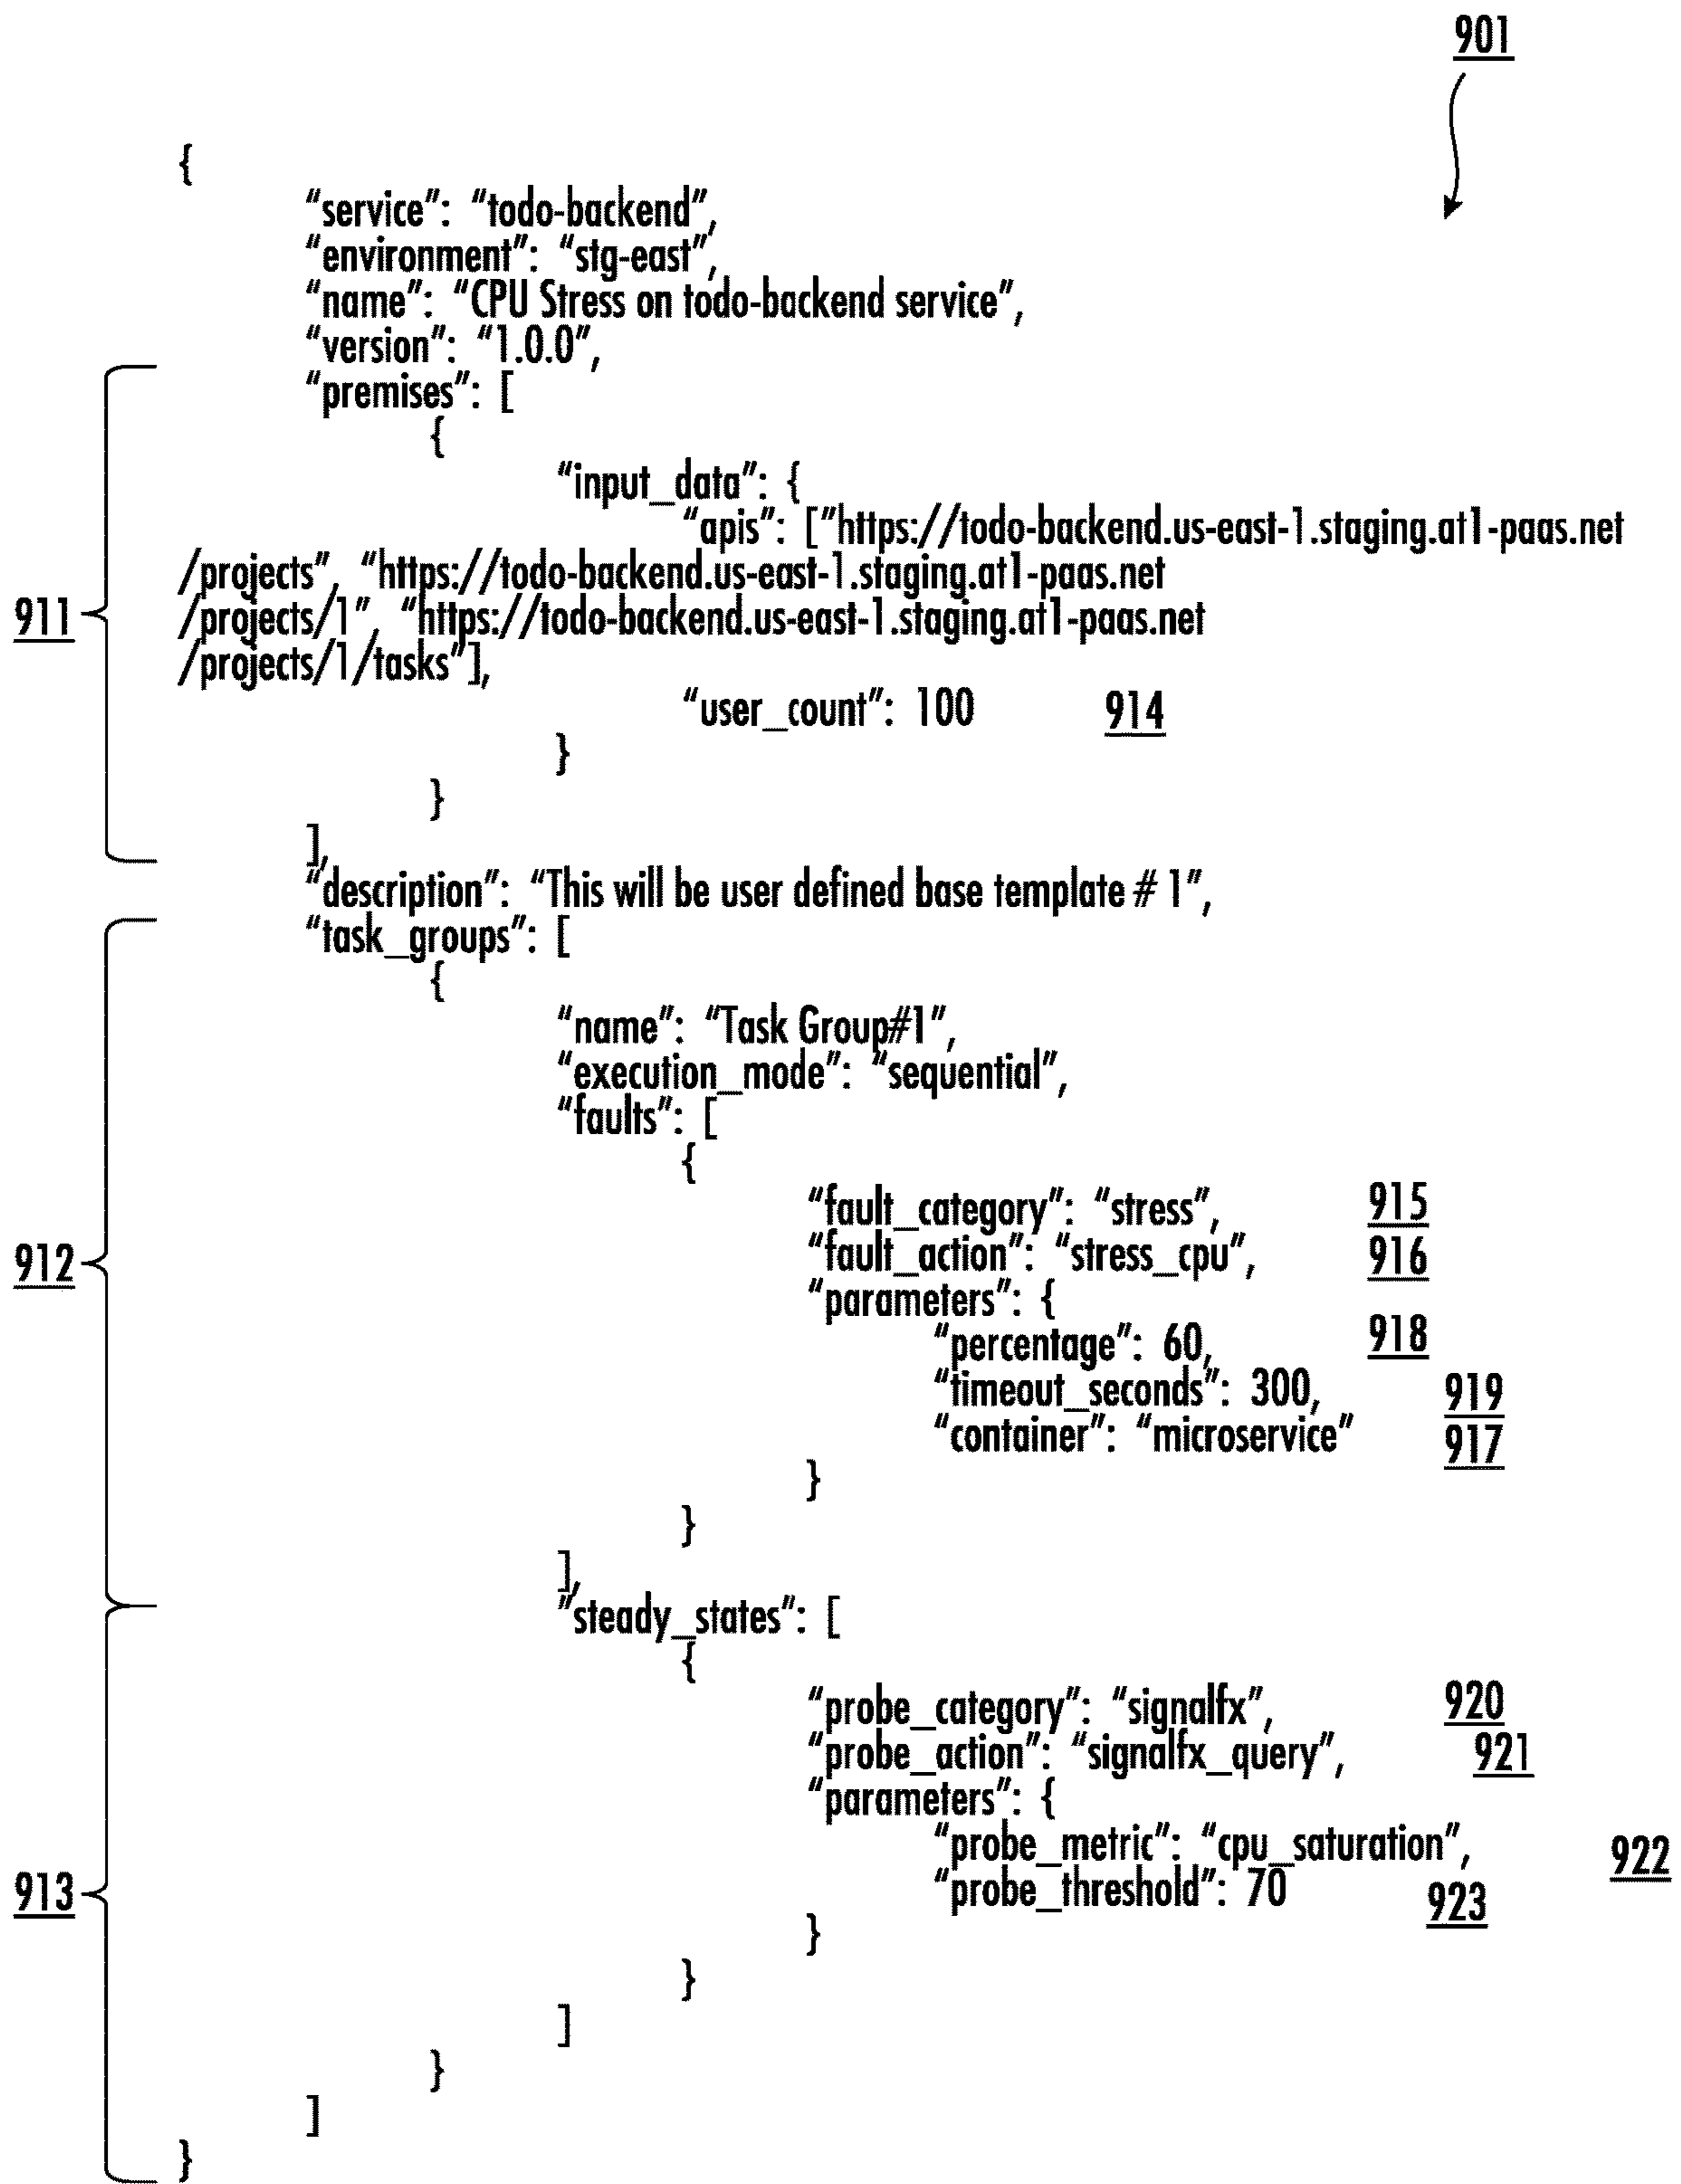 901
{
“service”: “todo-backend”,
“environment”: “stg-east”,
“name”: “CPU Stress on todo-backend service”,
“version”: “1.0.0”,
“premises”: [
{
“input_data”: {
“apis”: [”https://todo-backend.us-east-1.staging.at1-paas.net
/projects”, “https://todo-backend.us-east-1.staging.at1-paas.net
911 /projects/1”, “https://todo-backend.us-east-1.staging.at1-paas.net
/projects/1/tasks”],
“user_count”: 100 914
}
}
],
“description”: “This will be user defined base template # 1”,
“task_groups”: [
{
“name”: “Task Group#1”,
“execution_mode”: “sequential”,
“faults”: [
{
“fault_category”: “stress”, 915
912 “fault_action”: “stress_cpu”, 916
“parameters”: {
“percentage”: 60, 918
“timeout_seconds”: 300, 919
“container”: “microservice” 917
}
}
],
”steady_states”: [
{
“probe_category”: “signalfx”, 920
“probe_action”: “signalfx_query”, 921
“parameters”: {
“probe_metric”: “cpu_saturation”, 922
913 “probe_threshold”: 70 923
}
}
]
}
]
}